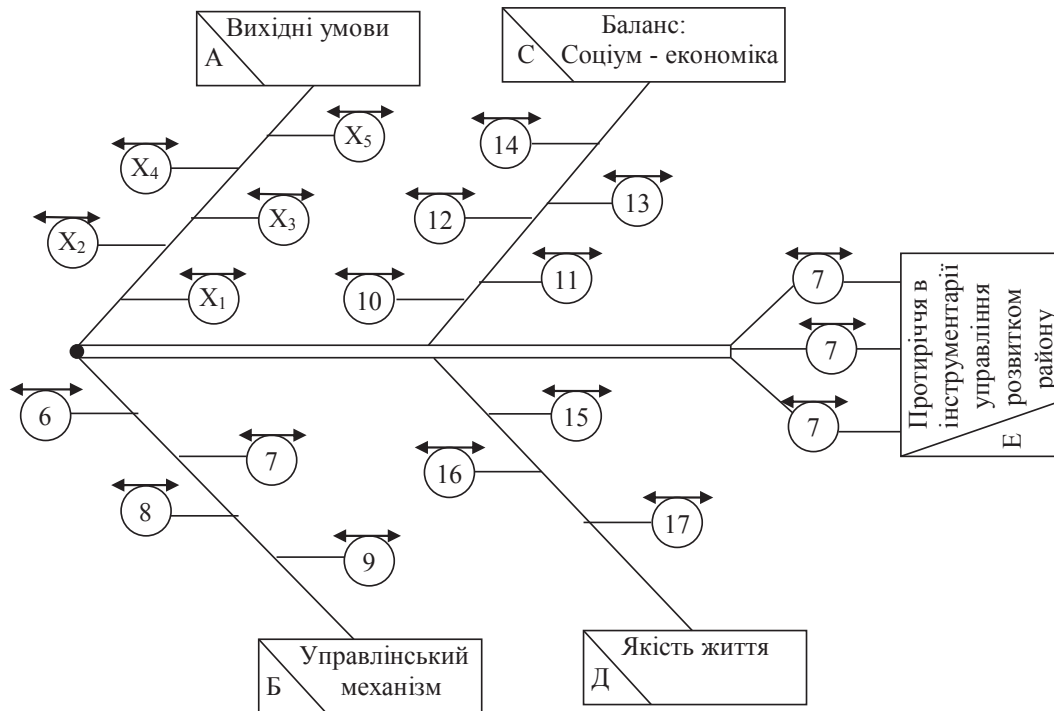 Вихідні умови
А
Баланс:
Соціум - економіка
С
X5
X4
X3
X2
X1
14
13
12
11
10
7
7
7
Протиріччя в
інструментарії
управління
розвитком
району
Е
6
7
8
9
15
16
17
Управлінський
механізм
Б
Якість життя
Д